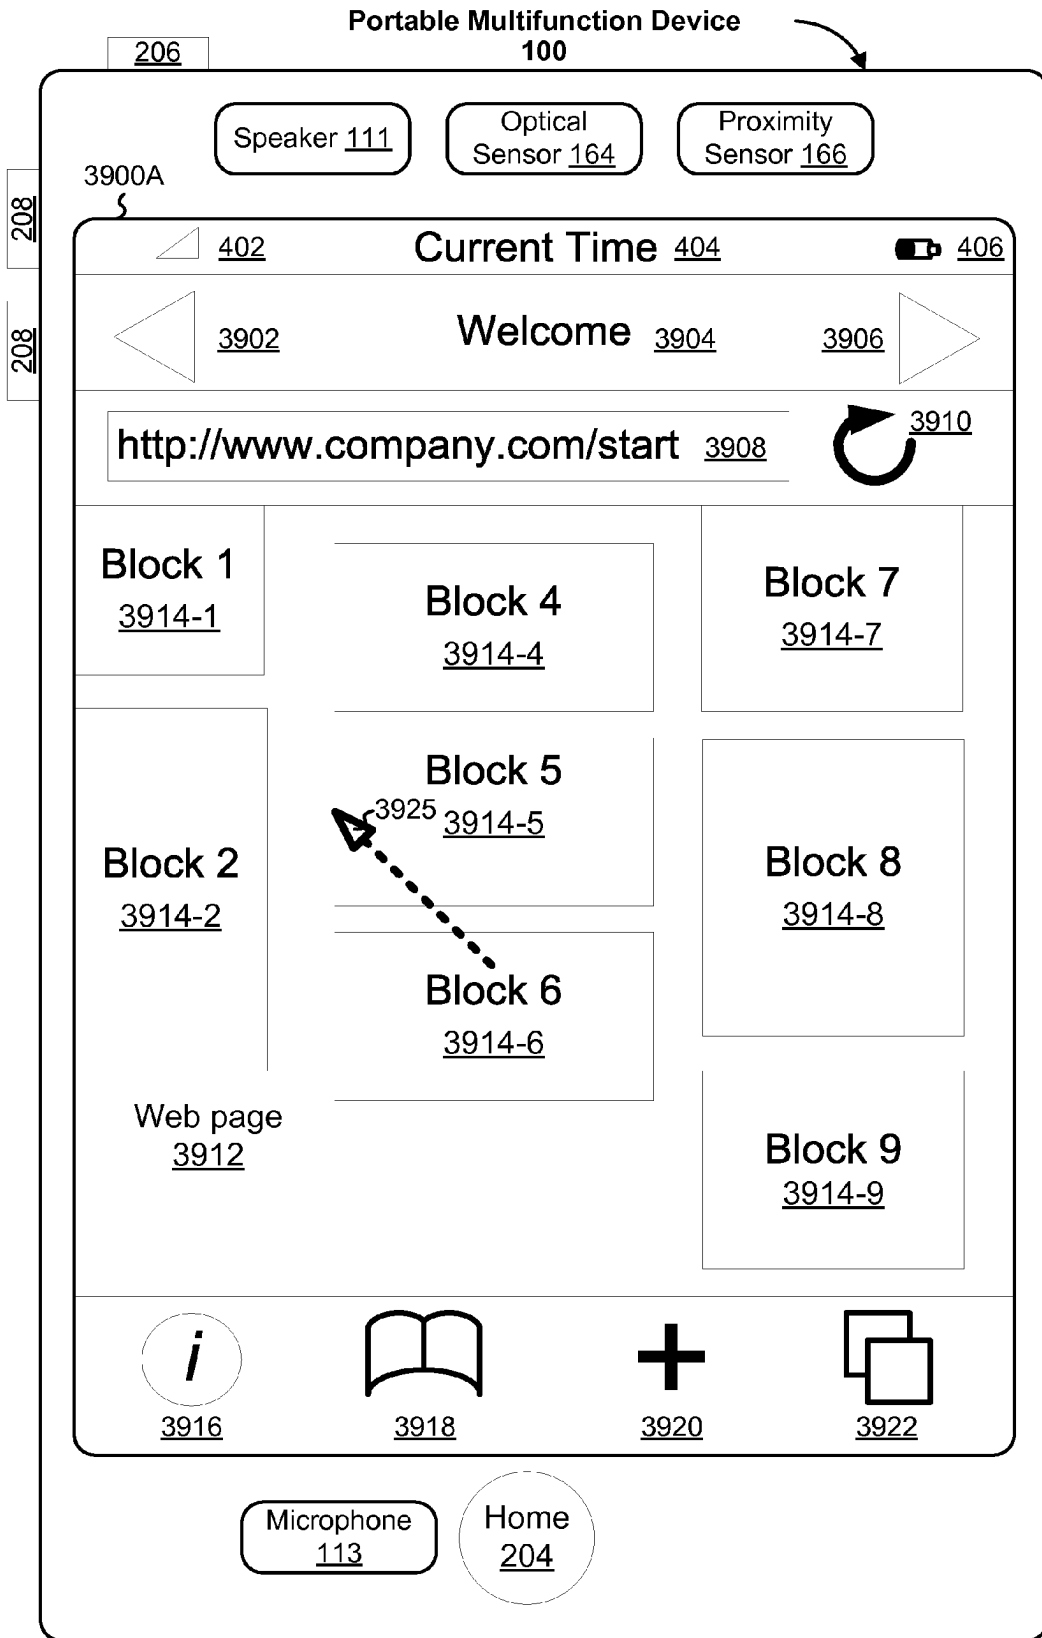 Portable Multifunction Device
100
206
Speaker 111
Optical
Sensor 164
Proximity
Sensor 166
3900A
208
208
402
Current Time 404
406
3902
Welcome 3904
3906
http://www.company.com/start 3908
3910
Block 1
3914-1
Block 4
3914-4
Block 7
3914-7
Block 2
3914-2
Block 5
3925
3914-5
Block 8
3914-8
Block 6
3914-6
Web page
3912
Block 9
3914-9
i
3916
3918
3920
3922
Microphone
113
Home
204